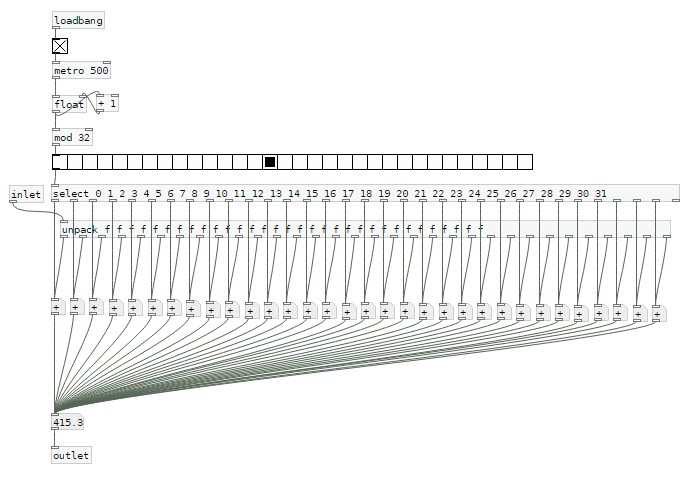 loadbang
metro 500
float + 1
mod 32
inlet select 0 1 2 3 4 5 6 7 8 9 10 11 12 13 14 15 16 17 18 19 20 21 22 23 24 25 26 27 28 29 30 31
unpack f f f f f f f f f f f f f f f f f f f f f f f f f f f f f f f f
+ + + + + + + + + + + + + + + + + + + + + + + + + + + + + + + +
415.3
outlet